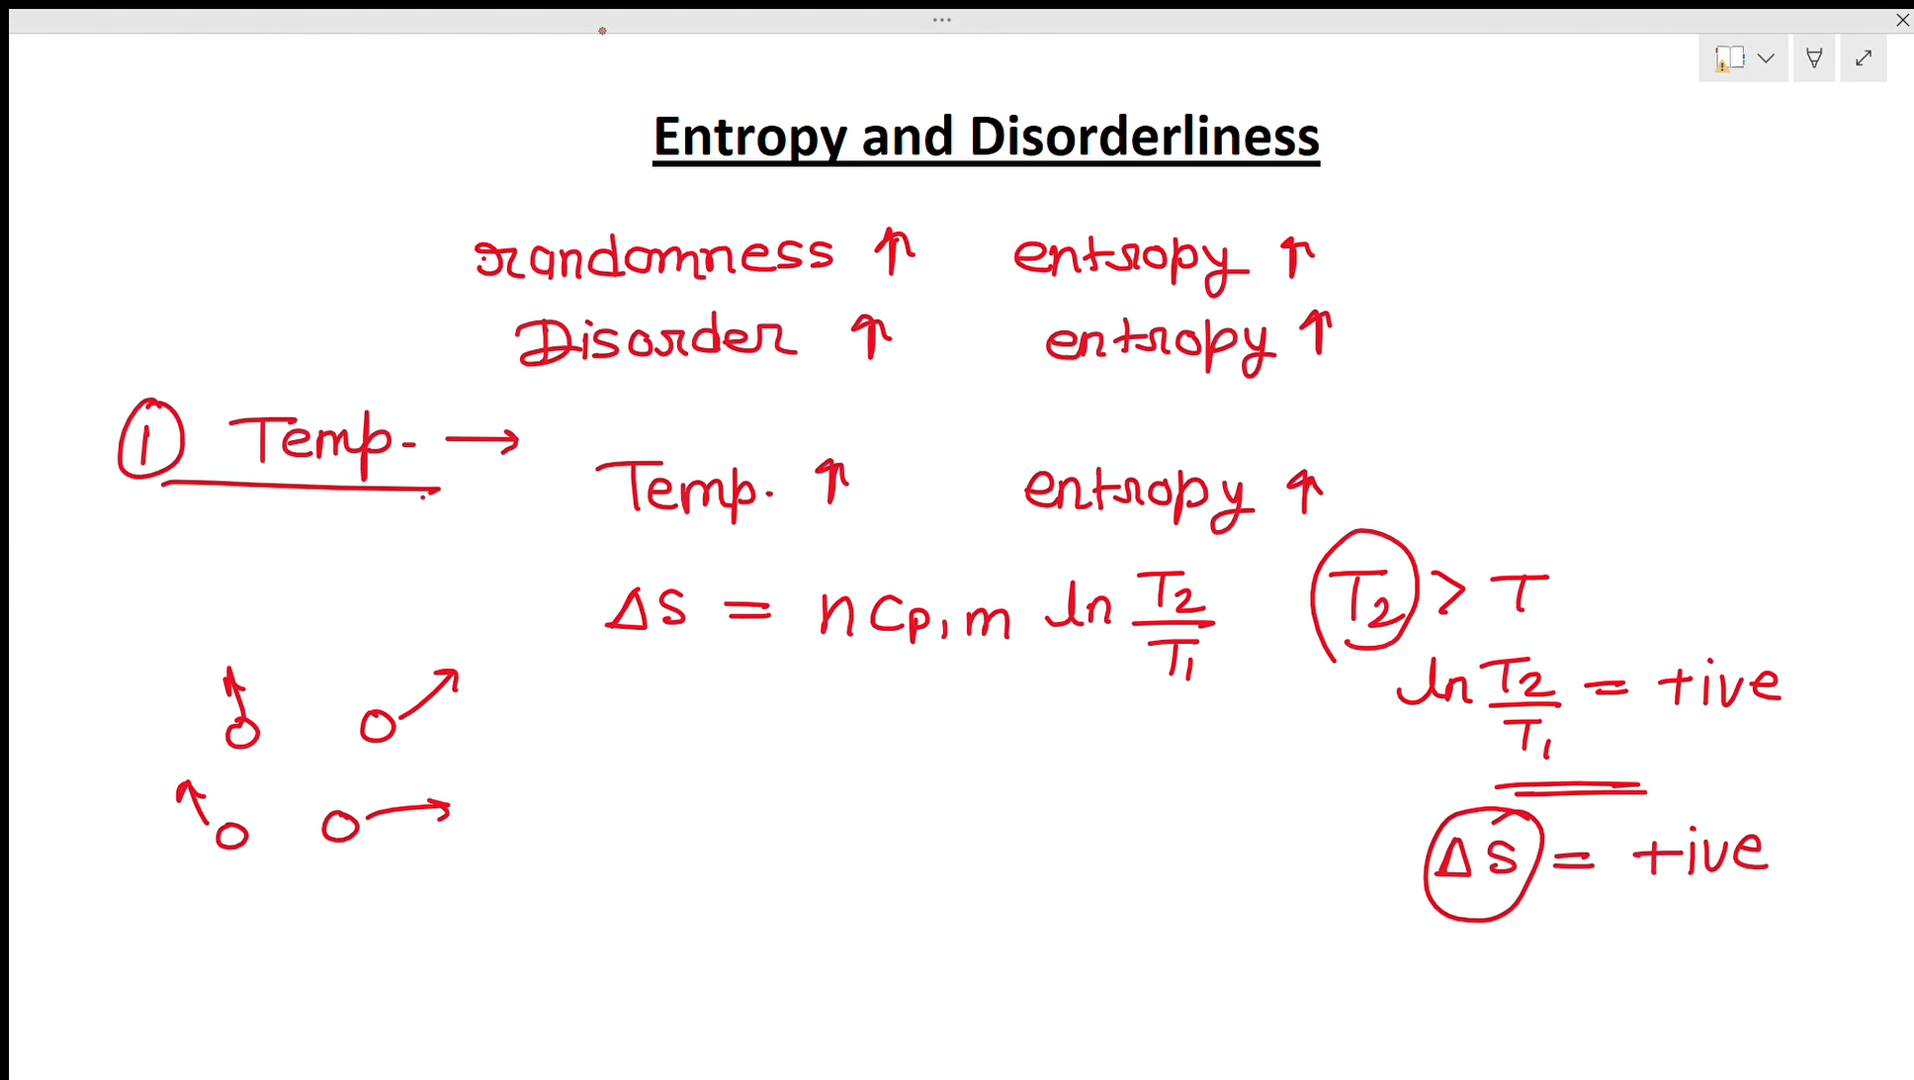 Entropy and Disorderliness
randomness ↑ entropy ↑
Disorder ↑ entropy ↑
① Temp. →
Temp. ↑ entropy ↑
ΔS = n Cp,m ln T2/T1
T2 > T
ln T2/T1 = +ive
ΔS = +ive